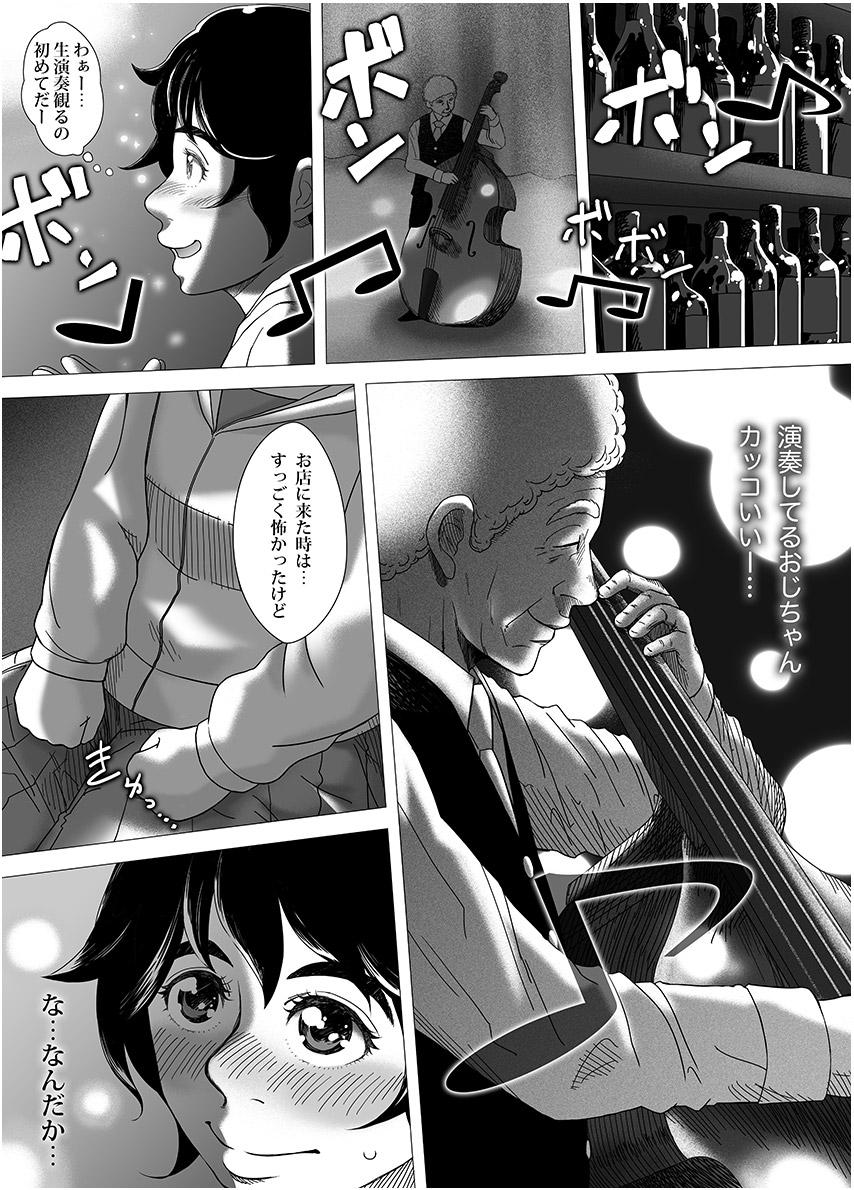 ボン
ボン
ボン
わぁー…
生演奏観るの
初めてだー
ボン
演奏してるおじちゃん
カッコいいー…
お店に来た時は…
すっごく怖かったけど
きゅっ…
な…なんだか…